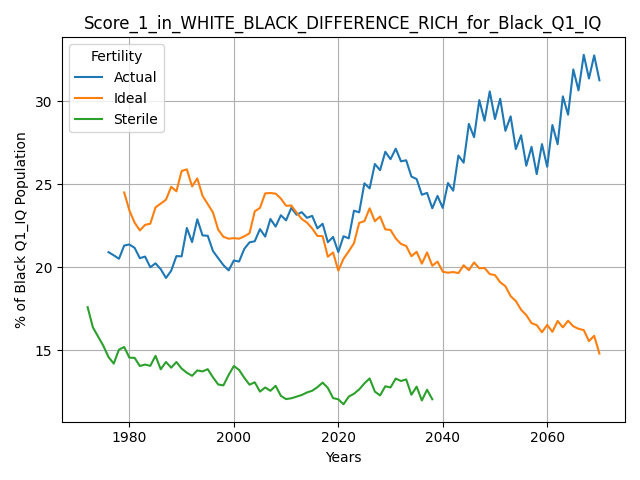 Score_1_in_WHITE_BLACK_DIFFERENCE_RICH_for_Black_Q1_IQ
Fertility
Actual
Ideal
Sterile
% of Black Q1_IQ Population
30
25
20
15
1980
2000
2020
2040
2060
Years